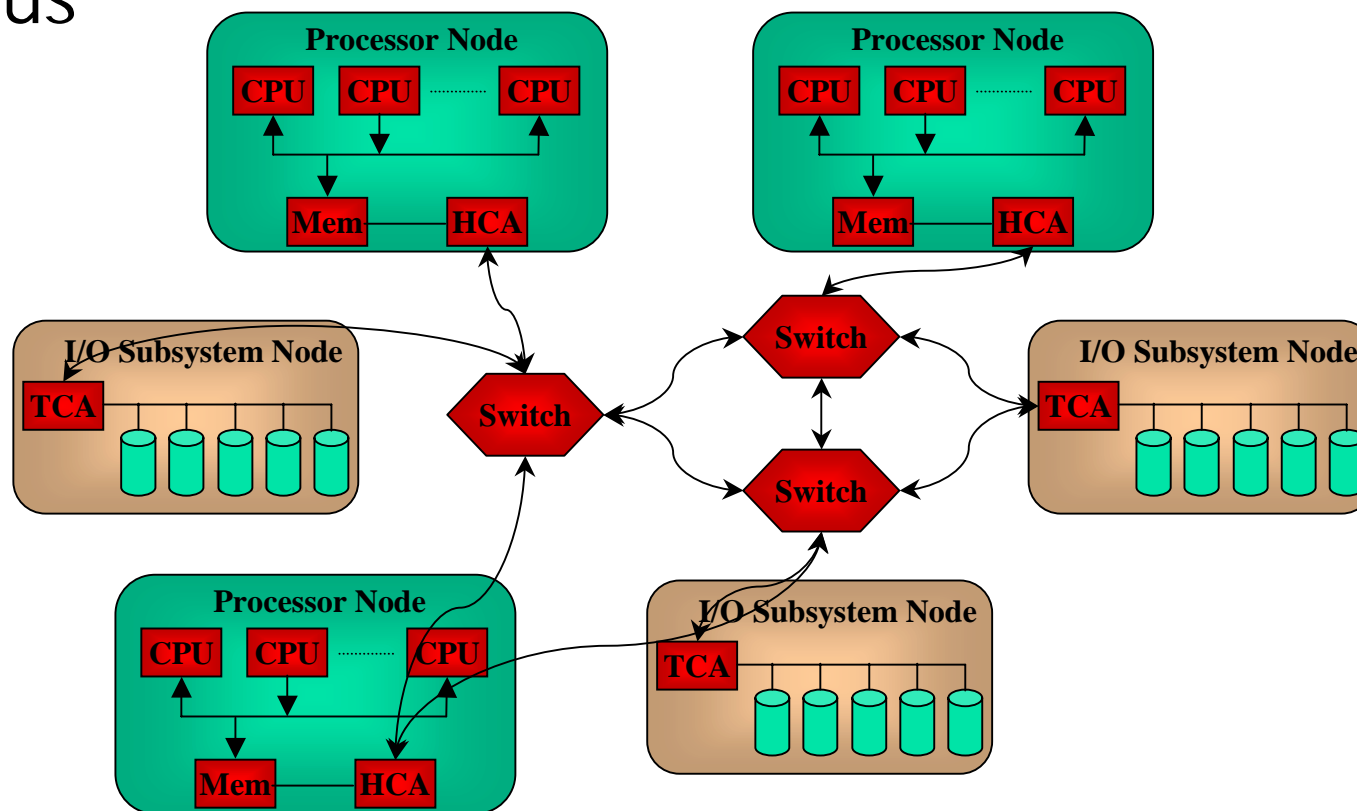 us
Processor Node
CPU CPU CPU
Mem HCA
Processor Node
CPU CPU CPU
Mem HCA
Switch
I/O Subsystem Node
TCA
Switch
I/O Subsystem Node
TCA
Switch
Processor Node
CPU CPU CPU
Mem HCA
I/O Subsystem Node
TCA